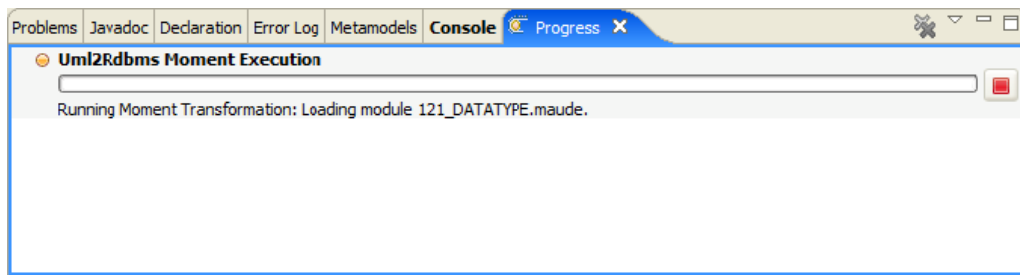 Problems Javadoc Declaration Error Log Metamodels Console Progress
Uml2Rdbms Moment Execution
Running Moment Transformation: Loading module 121_DATATYPE.maude.